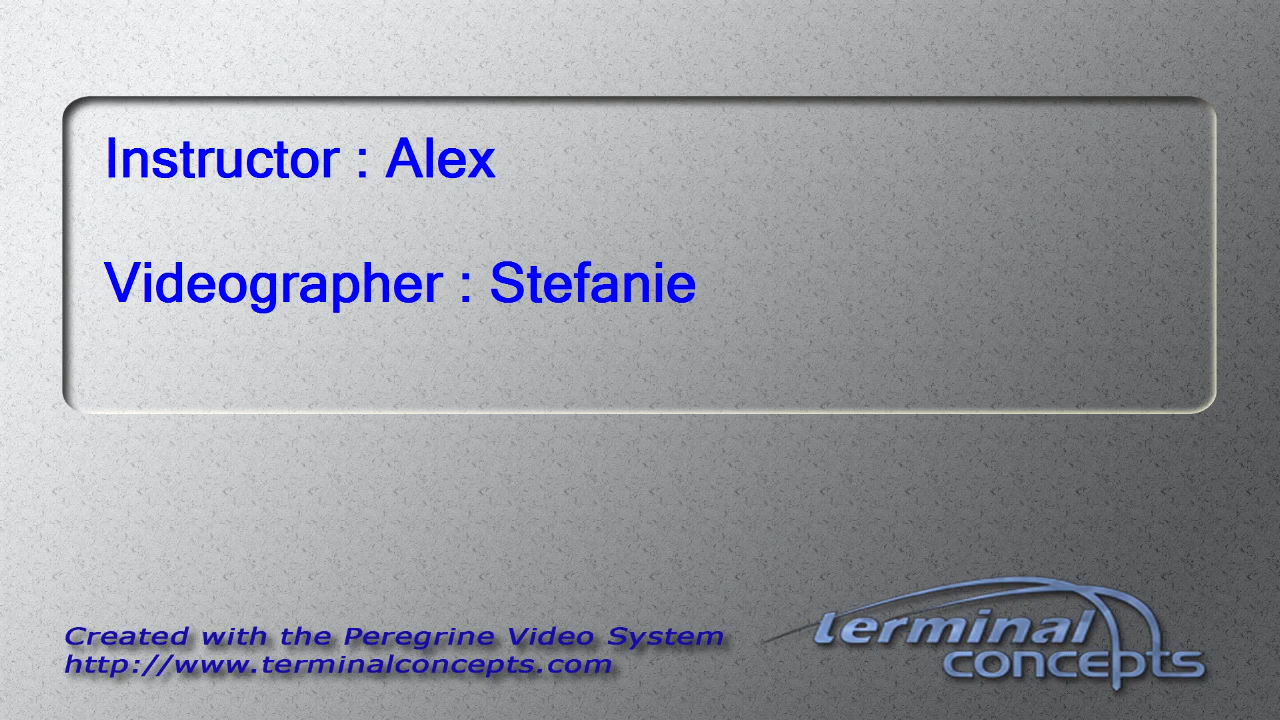 Instructor : Alex
Videographer : Stefanie
Created with the Peregrine Video System
http://www.terminalconcepts.com
terminal
concepts